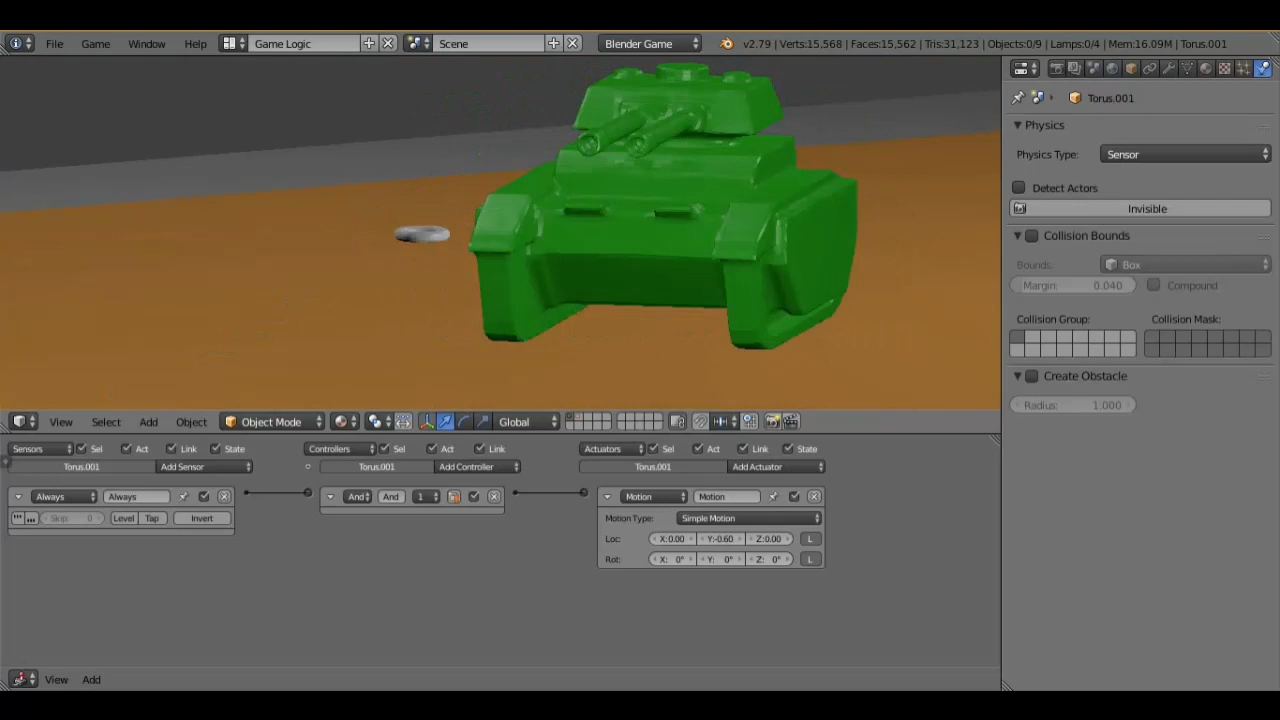 File Game Window Help Game Logic Scene Blender Game v2.79 | Verts:15,568 | Faces:15,562 | Tris:31,123 | Objects:0/9 | Lamps:0/4 | Mem:16.09M | Torus.001
Torus.001
Physics
Physics Type: Sensor
Detect Actors
Invisible
Collision Bounds
Bounds: Box
Margin: 0.040 Compound
Collision Group: Collision Mask:
Create Obstacle
Radius: 1.000
View Select Add Object Object Mode Global
Sensors Sel Act Link State Controllers Sel Act Link Actuators Sel Act Link State
Torus.001 Add Sensor Torus.001 Add Controller Torus.001 Add Actuator
Always Always And And 1 Motion Motion
Skip: 0 Level Tap Invert Motion Type: Simple Motion
Loc: X:0.00 Y:-0.60 Z:0.00 L
Rot: X: 0° Y: 0° Z: 0° L
View Add